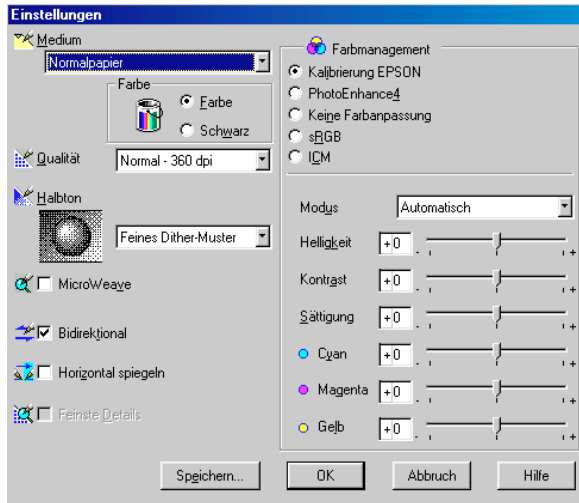 Einstellungen
Medium
Normalpapier
Farbe
Farbe
Schwarz
Qualität
Normal - 360 dpi
Halbton
Feines Dither-Muster
MicroWeave
Bidirektional
Horizontal spiegeln
Feinste Details
Farbmanagement
Kalibrierung EPSON
PhotoEnhance4
Keine Farbanpassung
sRGB
ICM
Modus Automatisch
Helligkeit +0 - +
Kontrast +0 - +
Sättigung +0 - +
Cyan +0 - +
Magenta +0 - +
Gelb +0 - +
Speichern... OK Abbruch Hilfe